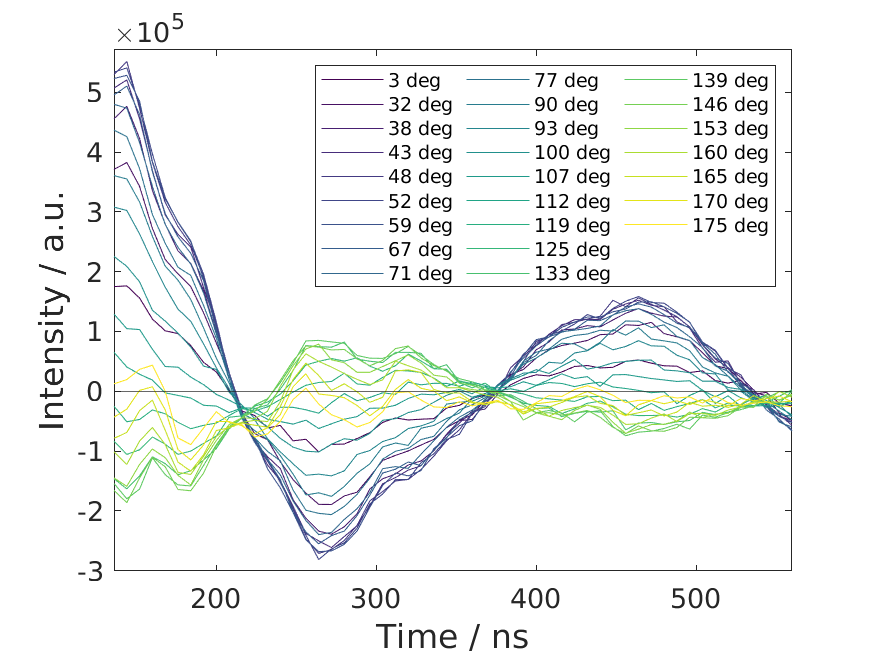 ×10⁵
5
4
3
2
1
0
-1
-2
-3
Intensity / a.u.
3 deg
32 deg
38 deg
43 deg
48 deg
52 deg
59 deg
67 deg
71 deg
77 deg
90 deg
93 deg
100 deg
107 deg
112 deg
119 deg
125 deg
133 deg
139 deg
146 deg
153 deg
160 deg
165 deg
170 deg
175 deg
200 300 400 500
Time / ns